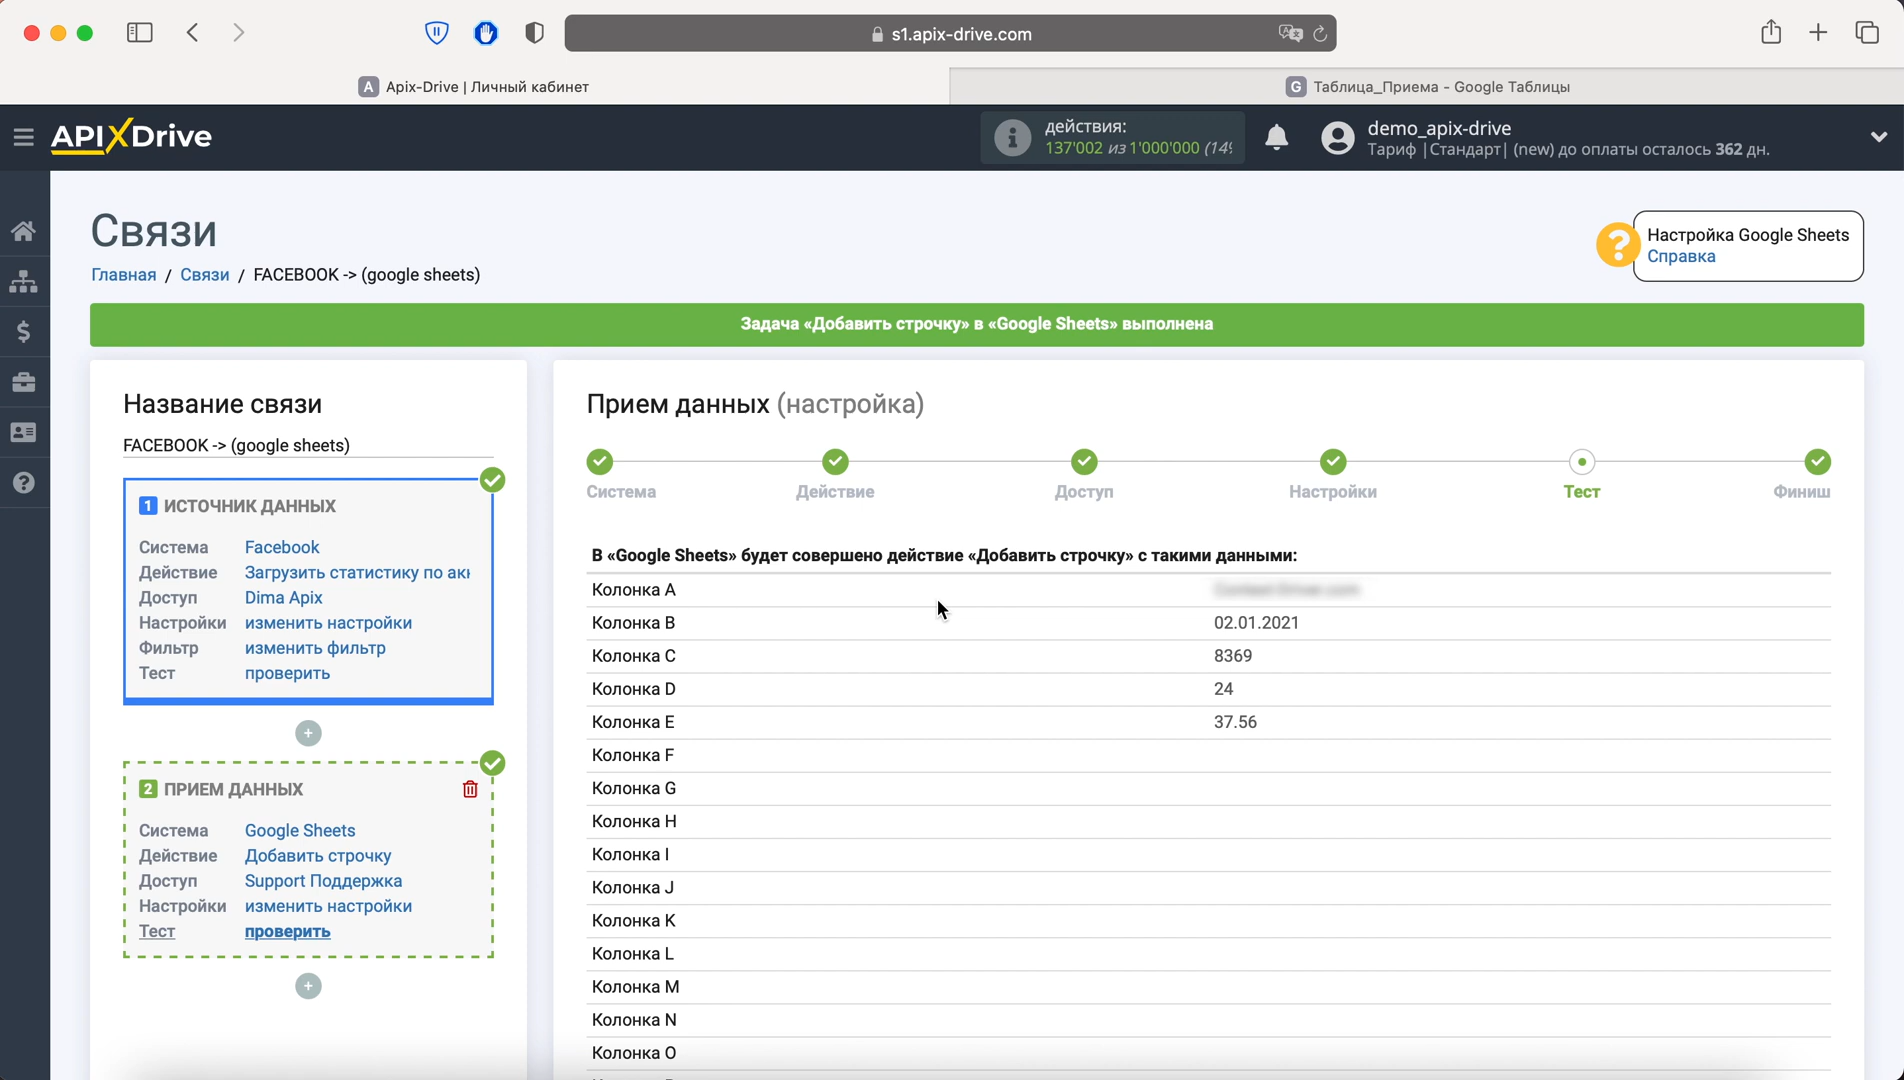 s1.apix-drive.com
A Apix-Drive | Личный кабинет
G Таблица_Приема - Google Таблицы
APIXDrive
действия:
137'002 из 1'000'000 (14%
demo_apix-drive
Тариф |Стандарт| (new) до оплаты осталось 362 дн.
Связи
Главная / Связи / FACEBOOK -> (google sheets)
? Настройка Google Sheets
Справка
Задача «Добавить строчку» в «Google Sheets» выполнена
Название связи
FACEBOOK -> (google sheets)
1 ИСТОЧНИК ДАННЫХ
Система Facebook
Действие Загрузить статистику по ак
Доступ Dima Apix
Настройки изменить настройки
Фильтр изменить фильтр
Тест проверить
+
2 ПРИЕМ ДАННЫХ
Система Google Sheets
Действие Добавить строчку
Доступ Support Поддержка
Настройки изменить настройки
Тест проверить
+
Прием данных (настройка)
Система Действие Доступ Настройки Тест Финиш
В «Google Sheets» будет совершено действие «Добавить строчку» с такими данными:
Колонка A
Колонка B 02.01.2021
Колонка C 8369
Колонка D 24
Колонка E 37.56
Колонка F
Колонка G
Колонка H
Колонка I
Колонка J
Колонка K
Колонка L
Колонка M
Колонка N
Колонка O